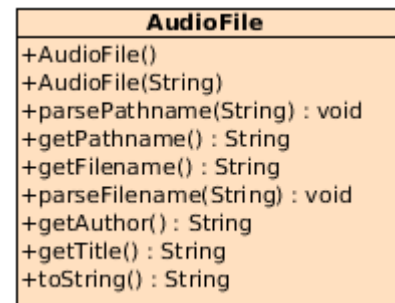 AudioFile
+AudioFile()
+AudioFile(String)
+parsePathname(String) : void
+getPathname() : String
+getFilename() : String
+parseFilename(String) : void
+getAuthor() : String
+getTitle() : String
+toString() : String